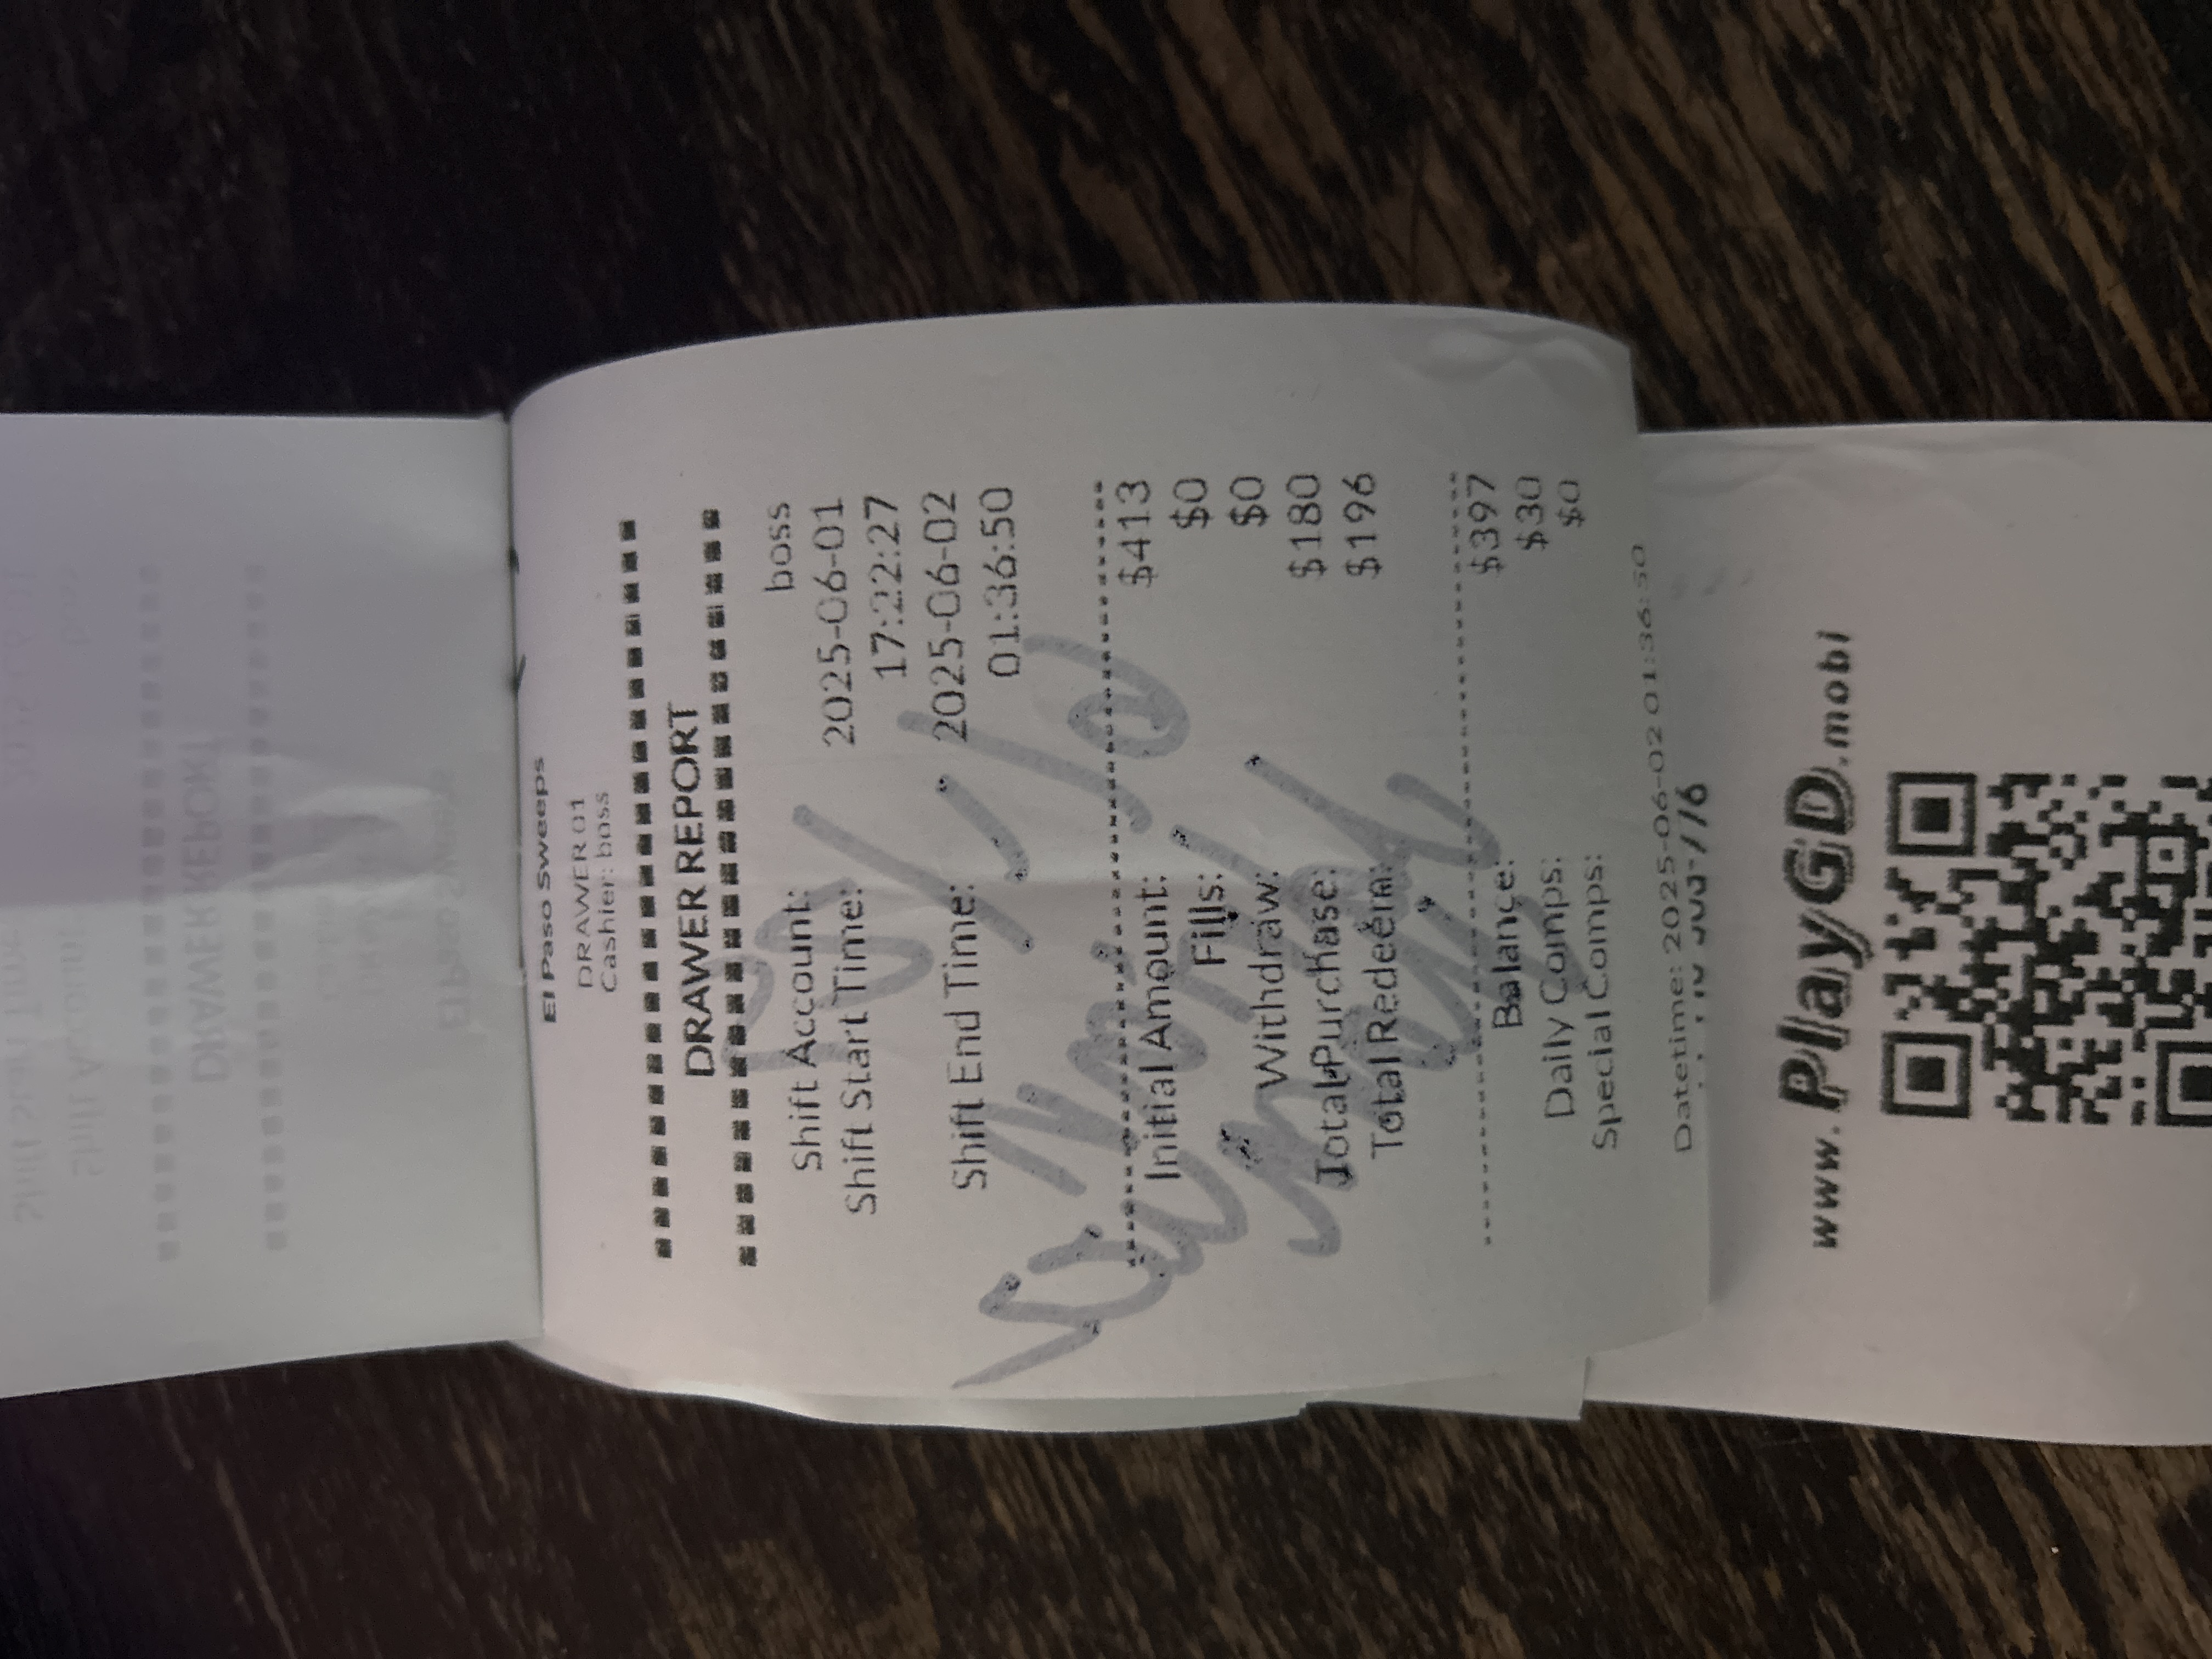 El Paso Sweeps
DRAWER 01
Cashier: boss
DRAWER REPORT
Shift Account: boss
Shift Start Time: 2025-06-01
17:22:27
Shift End Time: 2025-06-02
01:36:50
Initial Amount: $413
Fills: $0
Withdraw: $0
Total Purchase: $180
Total Redeem: $196
Balance: $397
Daily Comps: $30
Special Comps: $0
Datetime: 2025-06-02 01:36:50
www.PlayGD.mobi